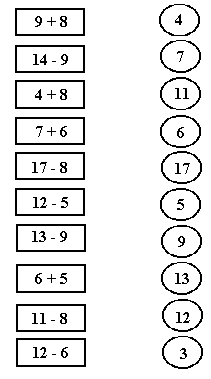 9 + 8 4
14 - 9 7
4 + 8 11
7 + 6 6
17 - 8 17
12 - 5 5
13 - 9 9
6 + 5 13
11 - 8 12
12 - 6 3